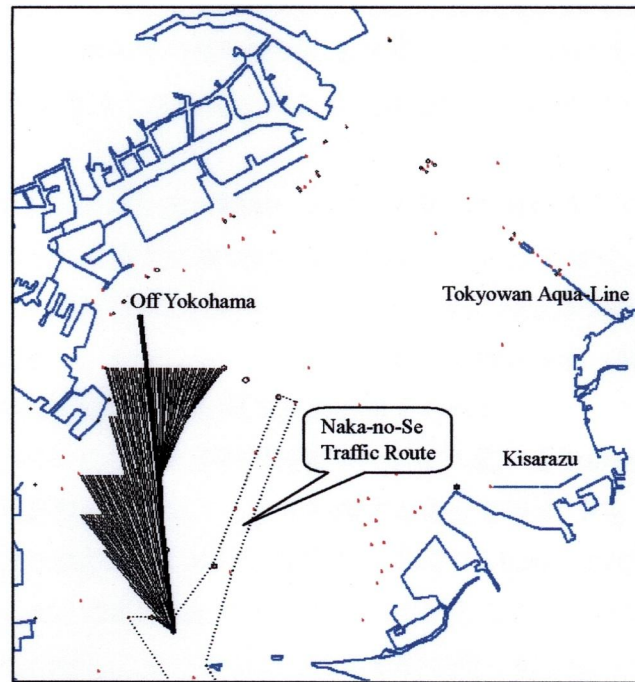 Off Yokohama
Tokyowan Aqua-Line
Naka-no-Se
Traffic Route
Kisarazu